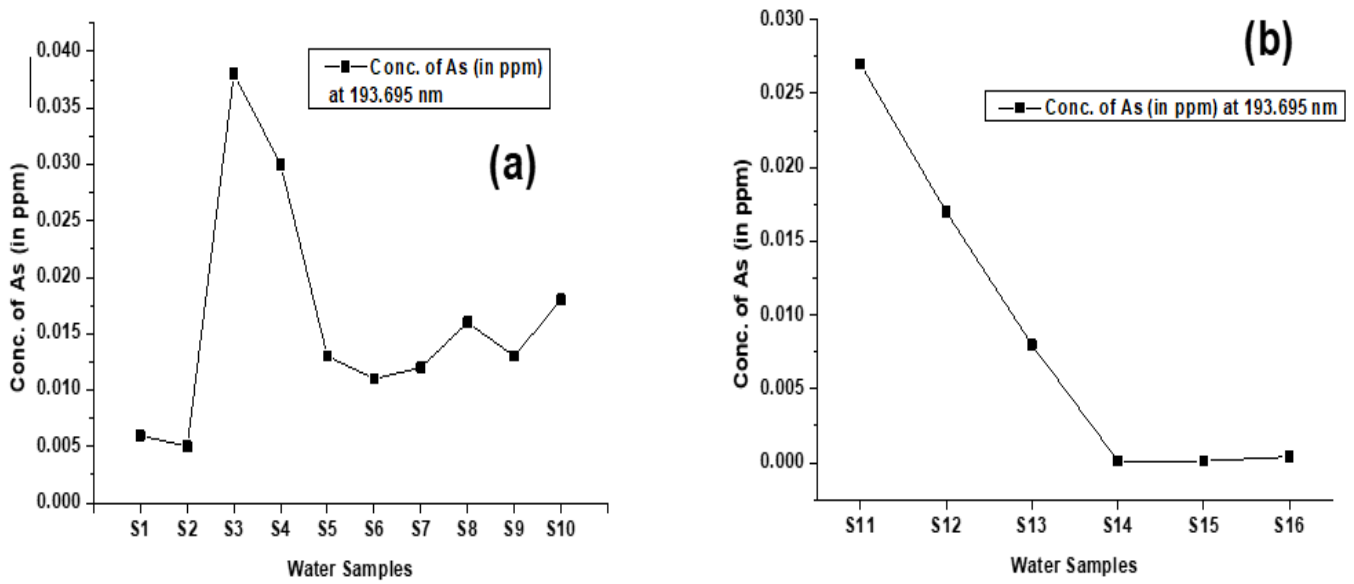 0.040
0.035
0.030
0.025
0.020
0.015
0.010
0.005
0.000
Conc. of As (in ppm)
Conc. of As (in ppm)
at 193.695 nm
(a)
S1 S2 S3 S4 S5 S6 S7 S8 S9 S10
Water Samples
0.030
0.025
0.020
0.015
0.010
0.005
0.000
Conc. of As (in ppm)
(b)
Conc. of As (in ppm) at 193.695 nm
S11 S12 S13 S14 S15 S16
Water Samples